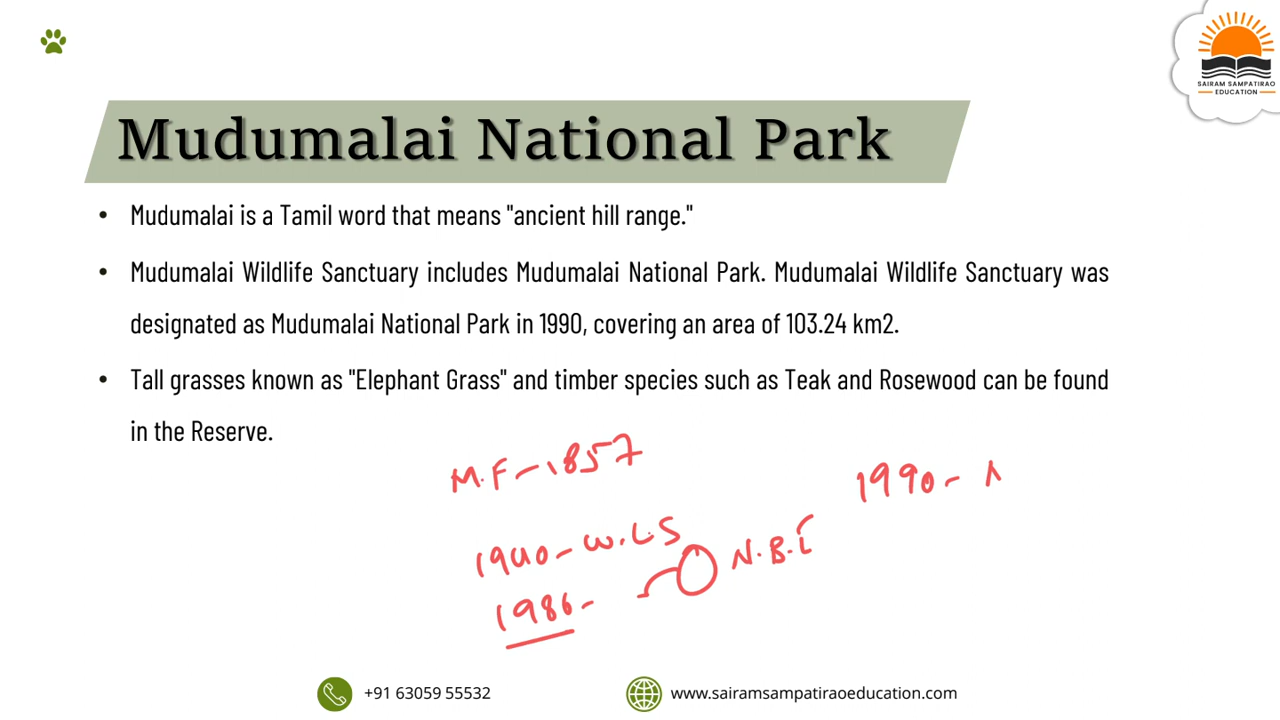 SAIRAM SAMPATIRAO
EDUCATION
Mudumalai National Park
• Mudumalai is a Tamil word that means "ancient hill range."
• Mudumalai Wildlife Sanctuary includes Mudumalai National Park. Mudumalai Wildlife Sanctuary was
designated as Mudumalai National Park in 1990, covering an area of 103.24 km2.
• Tall grasses known as "Elephant Grass" and timber species such as Teak and Rosewood can be found
in the Reserve.
M.F - 1857
1990 -
1940 - W.L.S
N.B.
1986 -
+91 63059 55532
www.sairamsampatiraoeducation.com